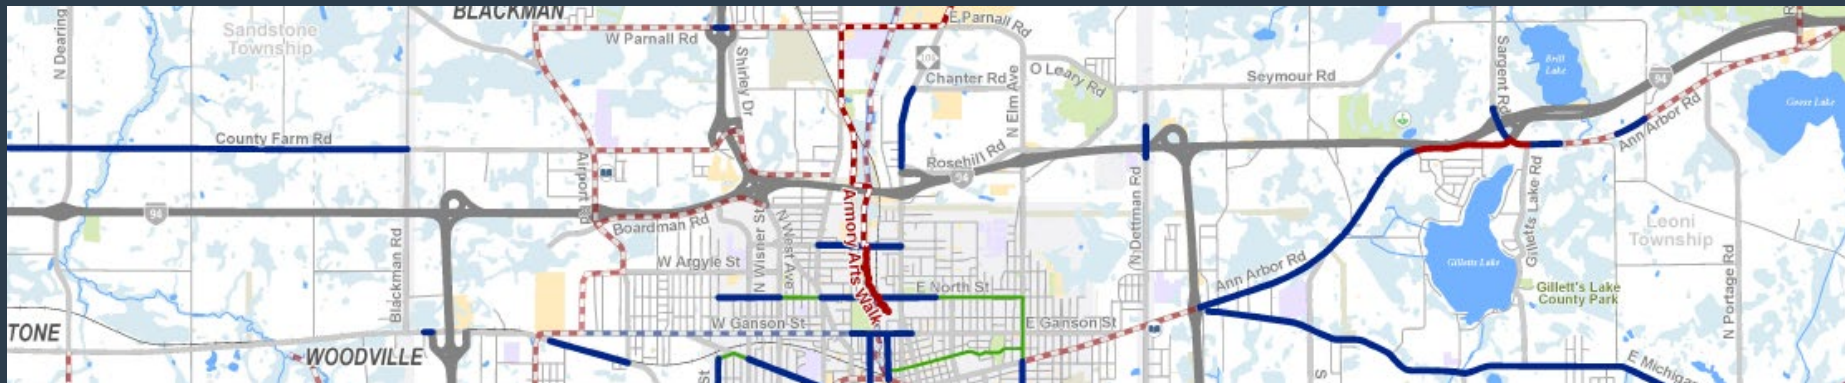 BLACKMAN
E Parnall Rd
W Parnall Rd
N Dearing
Sandstone
Township
Shirley Dr
106
Chanter Rd
O Leary Rd
N Elm Ave
Seymour Rd
Sargent Rd
Brill
Lake
94
Goose Lake
Ann Arbor Rd
County Farm Rd
Airport Rd
Rosehill Rd
94
N Dettman Rd
94
Boardman Rd
Armory Arts Walk
N Wisner St
N West Ave
W Argyle St
Blackman Rd
E North St
W Ganson St
E Ganson St
Ann Arbor Rd
Gilletts Lake Rd
Gilletts Lake
Gillett's Lake
County Park
Leoni
Township
N Portage Rd
TONE
WOODVILLE
St
S
E Michiga